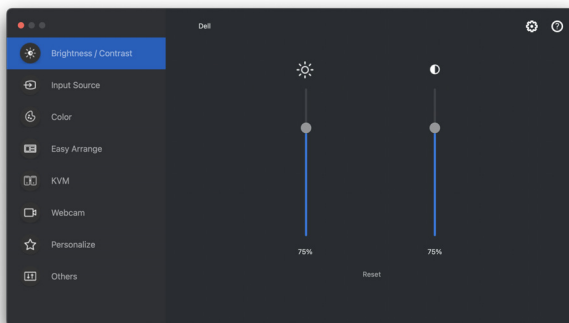 Dell
Brightness / Contrast
Input Source
Color
Easy Arrange
KVM
Webcam
Personalize
Others
75%
75%
Reset